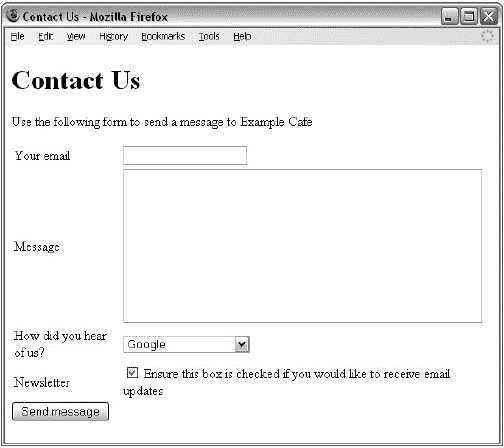 Contact Us - Mozilla Firefox
File Edit View History Bookmarks Tools Help
Contact Us
Use the following form to send a message to Example Cafe
Your email
Message
How did you hear
of us?
Google
Newsletter
Ensure this box is checked if you would like to receive email
updates
Send message